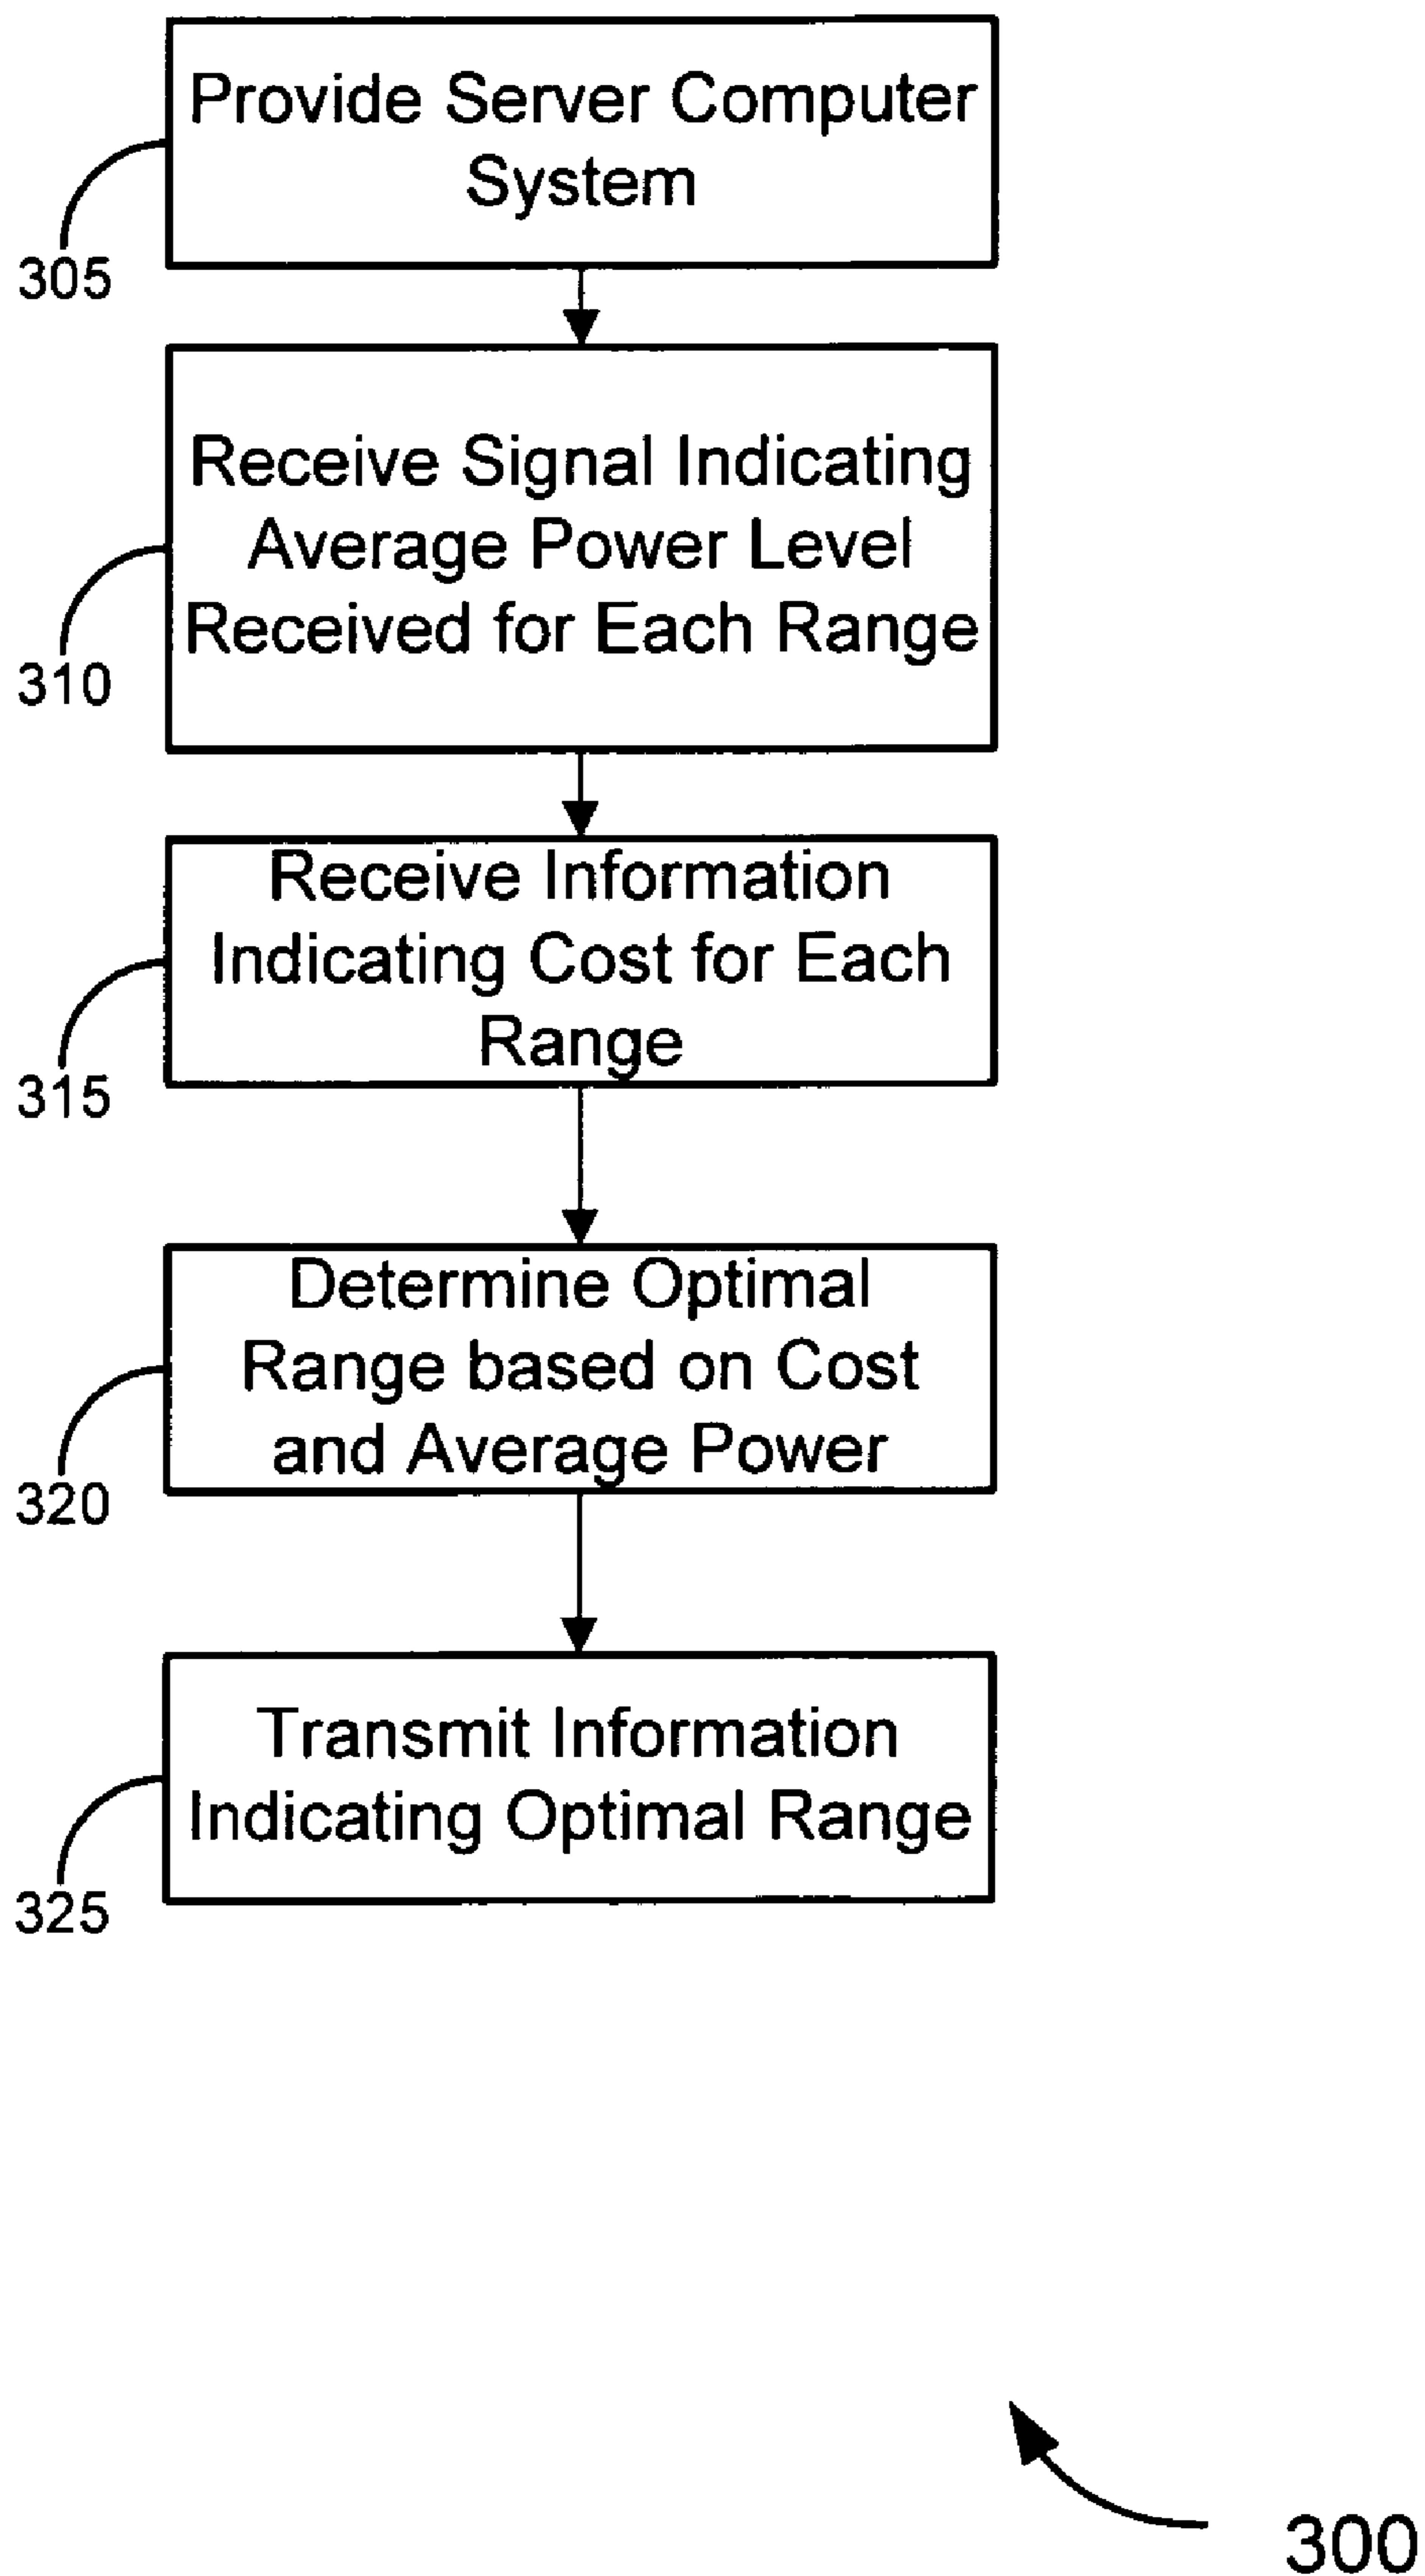 Provide Server Computer
System
305
Receive Signal Indicating
Average Power Level
Received for Each Range
310
Receive Information
Indicating Cost for Each
Range
315
Determine Optimal
Range based on Cost
and Average Power
320
Transmit Information
Indicating Optimal Range
325
300